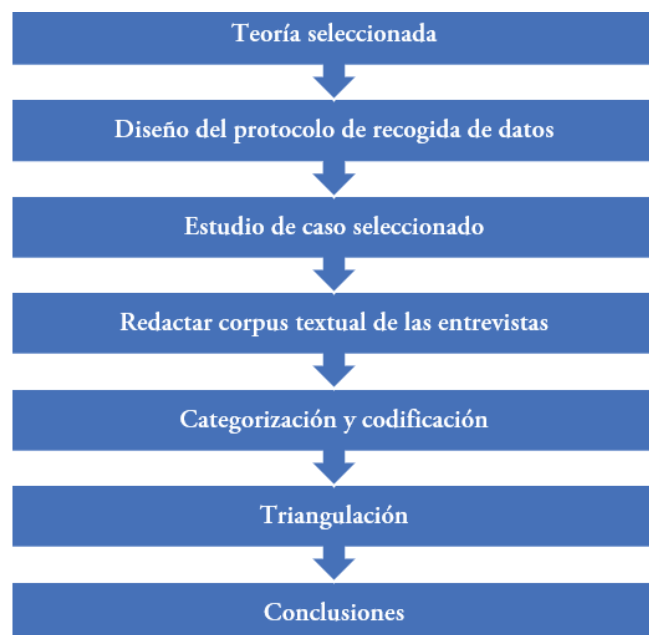 Teoría seleccionada
Diseño del protocolo de recogida de datos
Estudio de caso seleccionado
Redactar corpus textual de las entrevistas
Categorización y codificación
Triangulación
Conclusiones